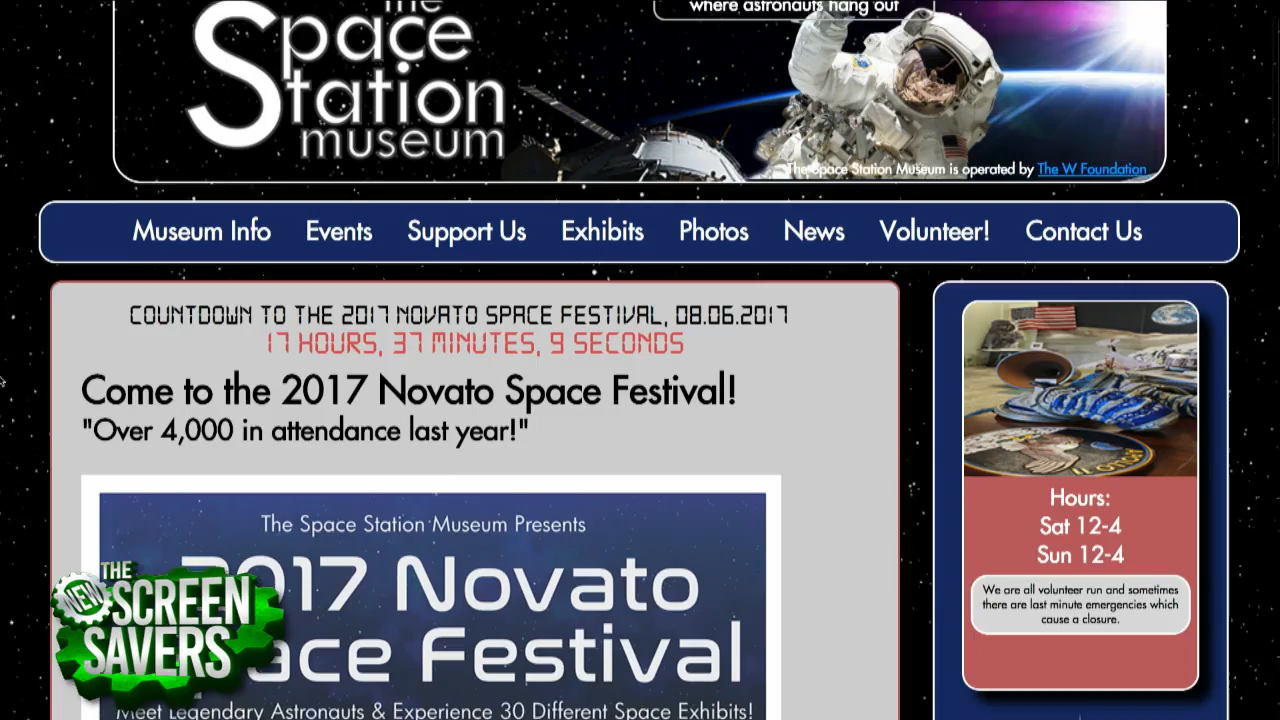 The
where astronauts hang out
Space
Station
museum
The Space Station Museum is operated by The W Foundation
Museum Info Events Support Us Exhibits Photos News Volunteer! Contact Us
COUNTDOWN TO THE 2017 NOVATO SPACE FESTIVAL, 08.06.2017
17 HOURS, 37 MINUTES, 9 SECONDS
Come to the 2017 Novato Space Festival!
"Over 4,000 in attendance last year!"
The Space Station Museum Presents
2017 Novato
Space Festival
Meet Legendary Astronauts & Experience 30 Different Space Exhibits!
THE
NEW
SCREEN
SAVERS
APOLLO 11
Hours:
Sat 12-4
Sun 12-4
We are all volunteer run and sometimes
there are last minute emergencies which
cause a closure.